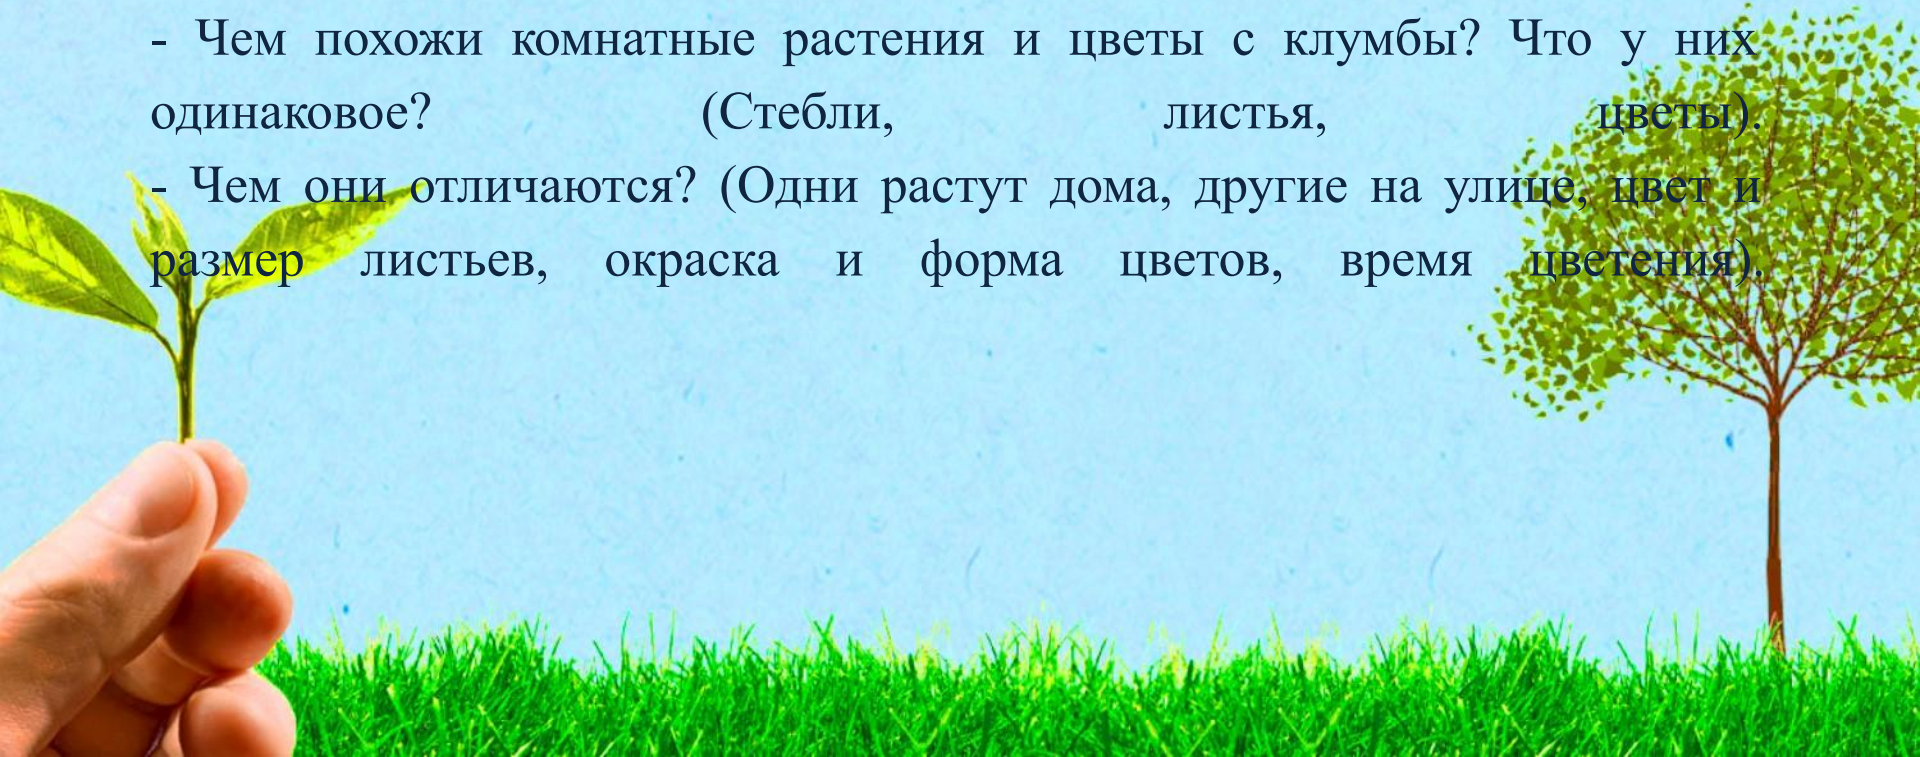 - Чем похожи комнатные растения и цветы с клумбы? Что у них
одинаковое? (Стебли, листья, цветы).
- Чем они отличаются? (Одни растут дома, другие на улице, цвет и
размер листьев, окраска и форма цветов, время цветения).